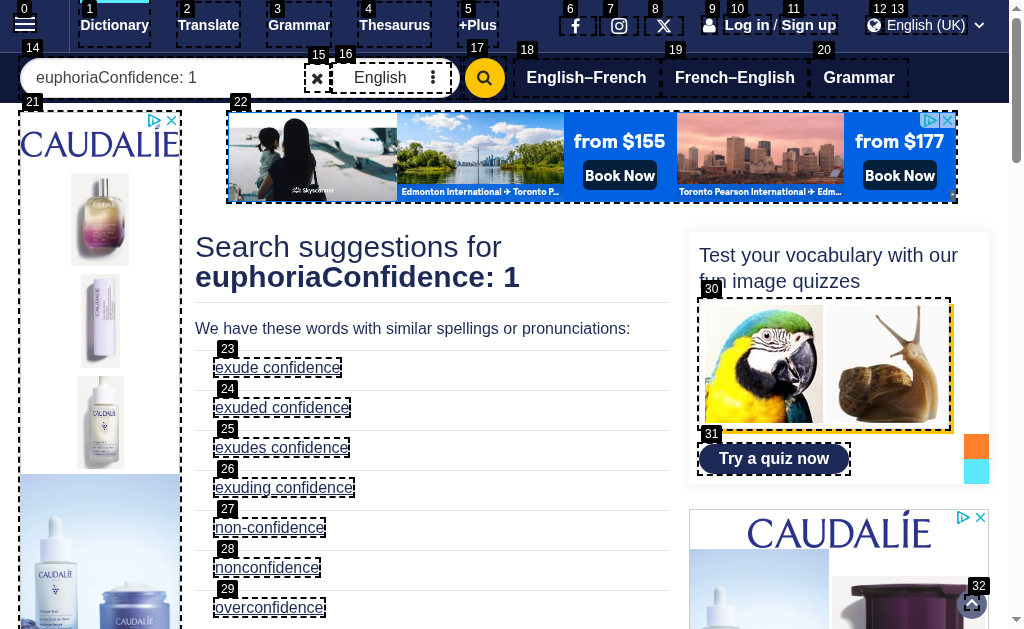 0 1 2 3 4 5 6 7 8 9 10 11 12 13
Dictionary Translate Grammar Thesaurus +Plus Log in / Sign up English (UK)
14 15 16 17 18 19 20
euphoriaConfidence: 1 English English–French French–English Grammar
21 22
CAUDALÍE
Skyscanner
Edmonton International ✈ Toronto P...
from $155
Book Now
Toronto Pearson International ✈ Edm...
from $177
Book Now
Search suggestions for
euphoriaConfidence: 1
We have these words with similar spellings or pronunciations:
23
exude confidence
24
exuded confidence
25
exudes confidence
26
exuding confidence
27
non-confidence
28
nonconfidence
29
overconfidence
Test your vocabulary with our
fun image quizzes
30
31
Try a quiz now
CAUDALÍE
32
CAUDALÍE